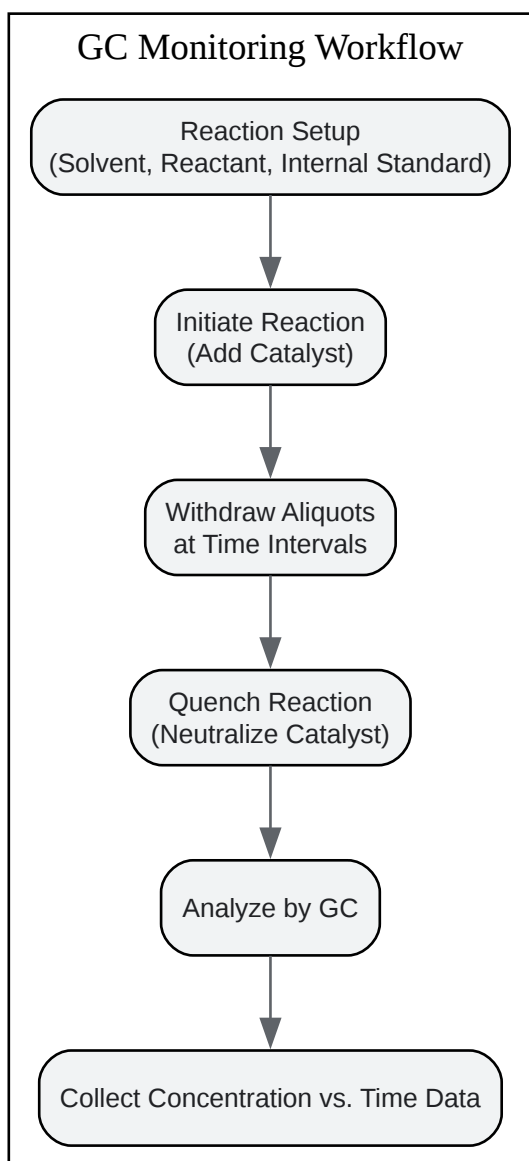 GC Monitoring Workflow
Reaction Setup
(Solvent, Reactant, Internal Standard)
Initiate Reaction
(Add Catalyst)
Withdraw Aliquots
at Time Intervals
Quench Reaction
(Neutralize Catalyst)
Analyze by GC
Collect Concentration vs. Time Data